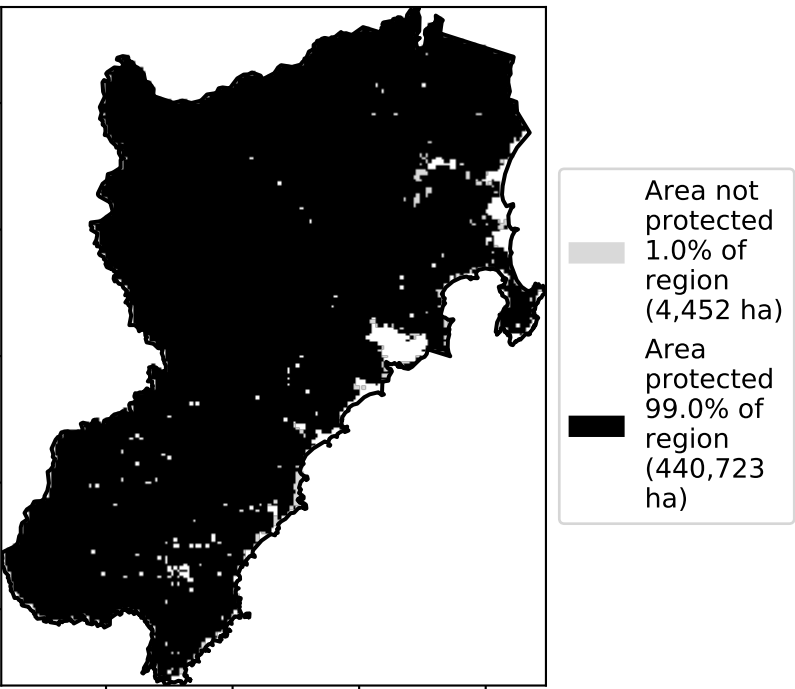 Area not
protected
1.0% of
region
(4,452 ha)
Area
protected
99.0% of
region
(440,723
ha)